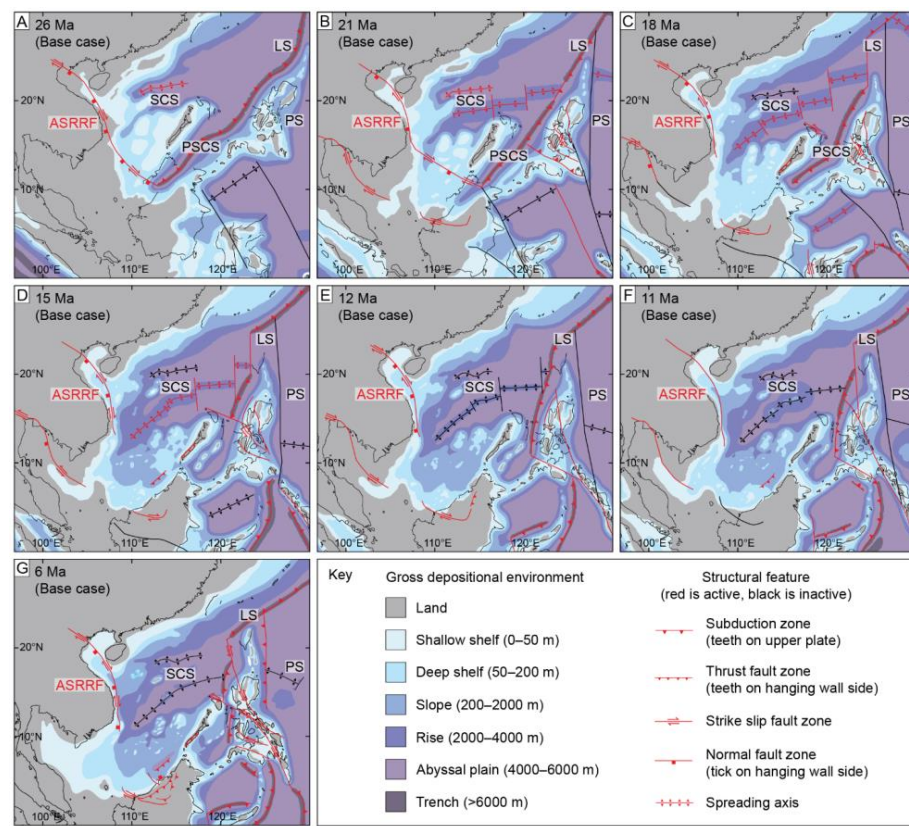 A 26 Ma
(Base case)
LS
SCS
20°N
ASRRF
PS
PSCS
10°N
100°E 110°E 120°E
B 21 Ma
(Base case)
LS
SCS
20°N
ASRRF
PS
PSCS
10°N
100°E 110°E 120°E
C 18 Ma
(Base case)
LS
SCS
20°N
ASRRF
PS
PSCS
10°N
100°E 110°E 120°E
D 15 Ma
(Base case)
LS
20°N
SCS
ASRRF
PS
10°N
100°E 110°E 120°E
E 12 Ma
(Base case)
LS
20°N
SCS
ASRRF
PS
10°N
100°E 110°E 120°E
F 11 Ma
(Base case)
LS
20°N
SCS
ASRRF
PS
10°N
100°E 110°E 120°E
G 6 Ma
(Base case)
LS
20°N
SCS
PS
ASRRF
10°N
100°E 110°E 120°E
Key
Gross depositional environment
Land
Shallow shelf (0–50 m)
Deep shelf (50–200 m)
Slope (200–2000 m)
Rise (2000–4000 m)
Abyssal plain (4000–6000 m)
Trench (>6000 m)
Structural feature
(red is active, black is inactive)
Subduction zone
(teeth on upper plate)
Thrust fault zone
(teeth on hanging wall side)
Strike slip fault zone
Normal fault zone
(tick on hanging wall side)
Spreading axis